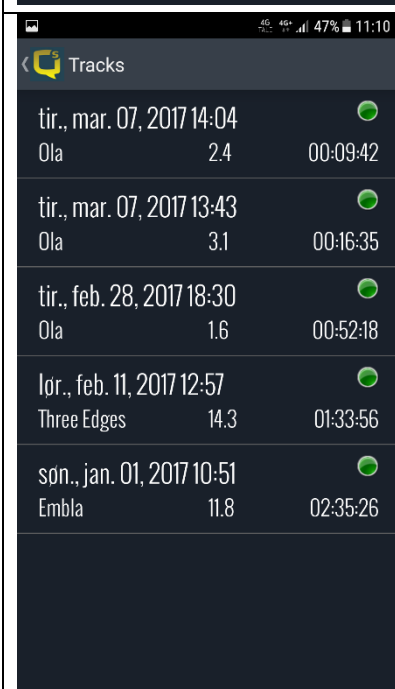 4G 4G+ 47% 11:10
TALE
Tracks
tir., mar. 07, 2017 14:04
Ola 2.4 00:09:42
tir., mar. 07, 2017 13:43
Ola 3.1 00:16:35
tir., feb. 28, 2017 18:30
Ola 1.6 00:52:18
lør., feb. 11, 2017 12:57
Three Edges 14.3 01:33:56
søn., jan. 01, 2017 10:51
Embla 11.8 02:35:26